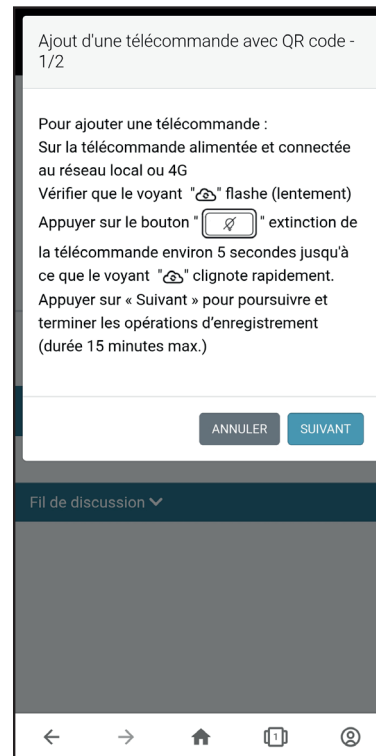 Ajout d'une télécommande avec QR code -
1/2
Pour ajouter une télécommande :
Sur la télécommande alimentée et connectée
au réseau local ou 4G
Vérifier que le voyant " " flashe (lentement)
Appuyer sur le bouton " " extinction de
la télécommande environ 5 secondes jusqu'à
ce que le voyant " " clignote rapidement.
Appuyer sur « Suivant » pour poursuivre et
terminer les opérations d'enregistrement
(durée 15 minutes max.)
ANNULER SUIVANT
Fil de discussion
1